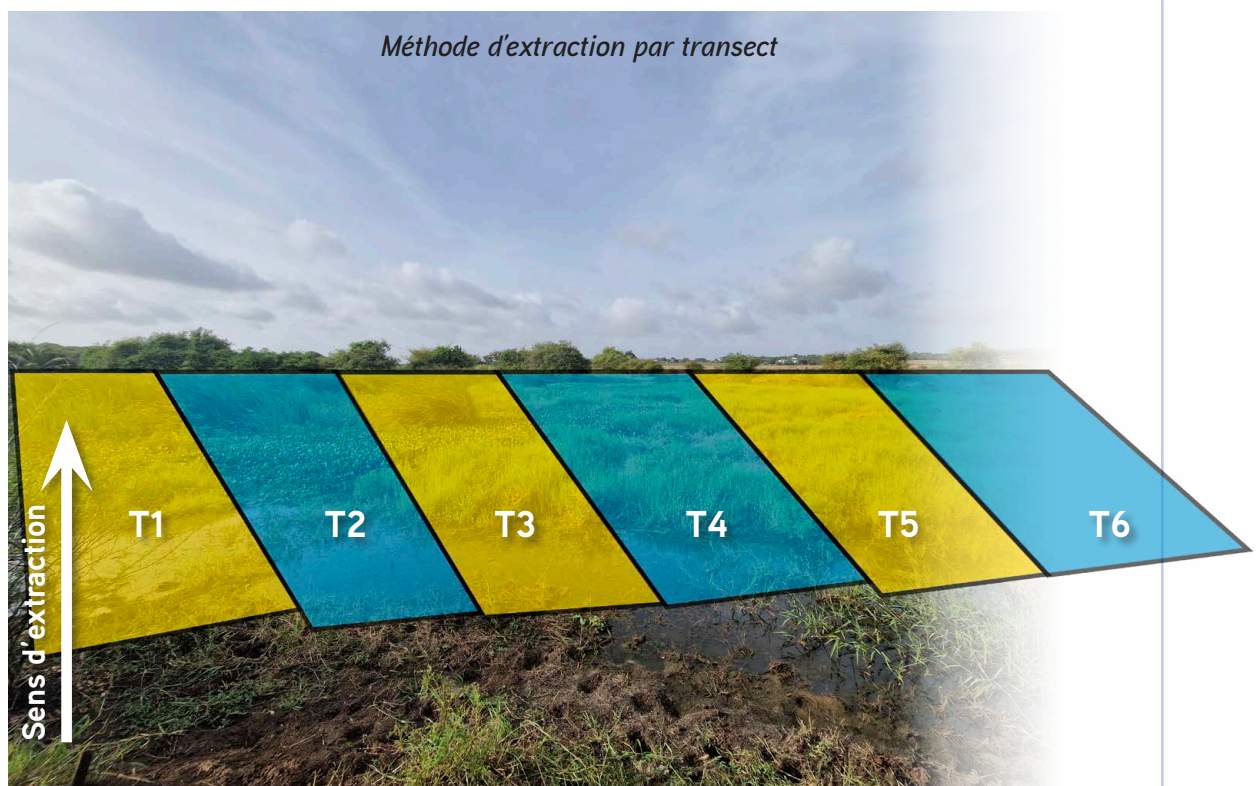 Méthode d'extraction par transect
T1
T2
T3
T4
T5
T6
Sens d'extraction